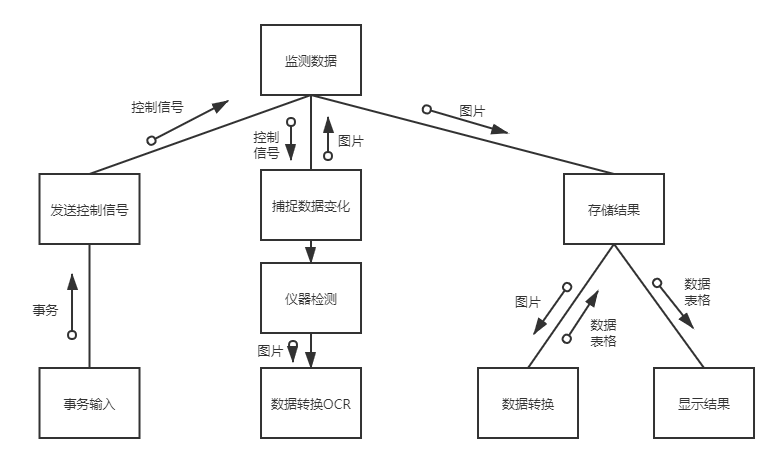 监测数据
控制信号
图片
控制
信号
图片
发送控制信号
捕捉数据变化
存储结果
事务
仪器检测
图片
数据
表格
数据
表格
图片
事务输入
数据转换OCR
数据转换
显示结果